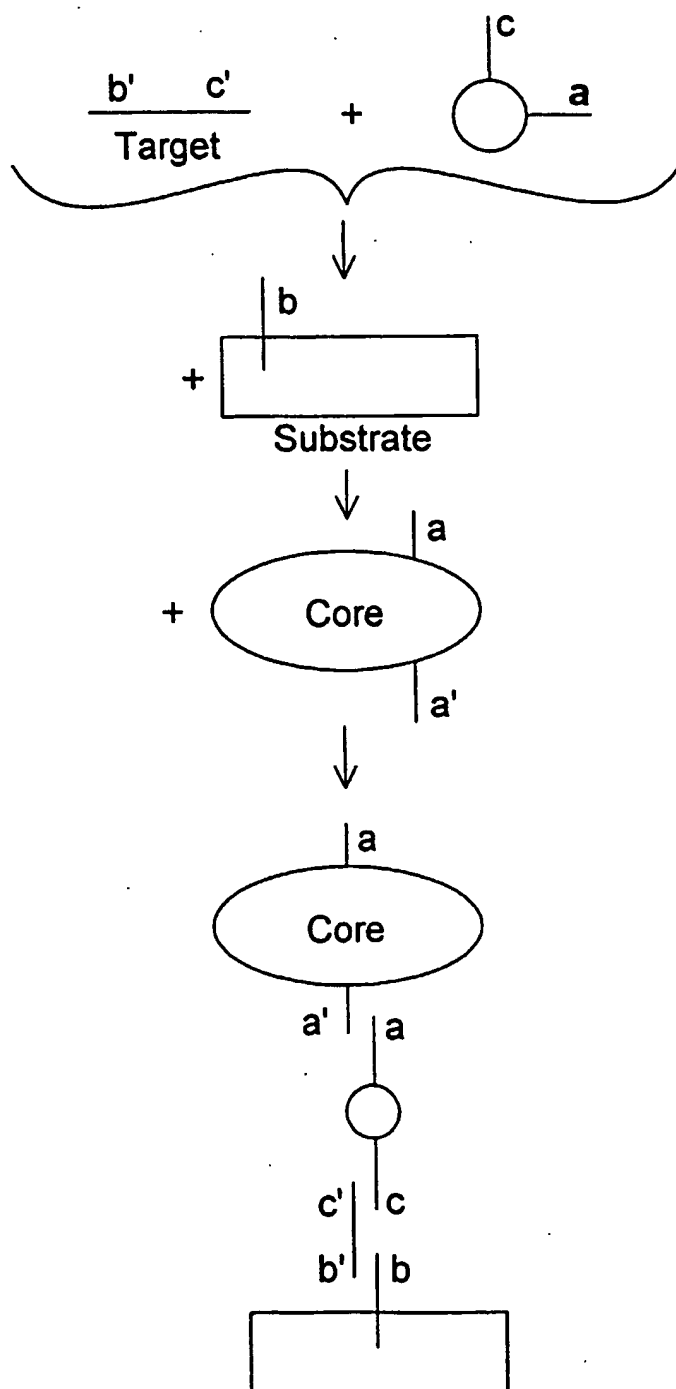 c
b' c' + a
Target
b
+
Substrate
a
+ Core
a'
a
Core
a' a
c' c
b' b